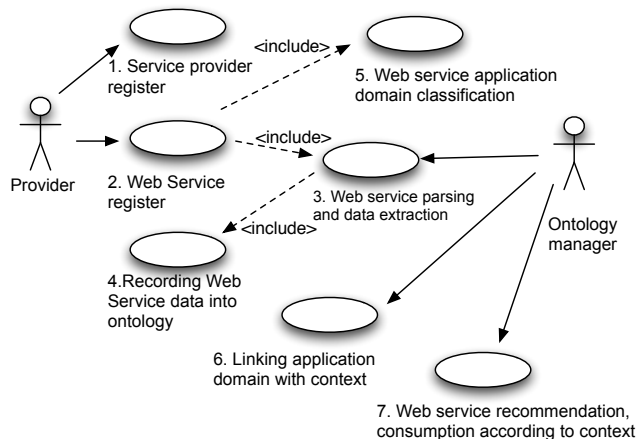 <include>
1. Service provider
register
5. Web service application
domain classification
Provider
<include>
2. Web Service
register
3. Web service parsing
and data extraction
Ontology
manager
<include>
4.Recording Web
Service data into
ontology
6. Linking application
domain with context
7. Web service recommendation,
consumption according to context